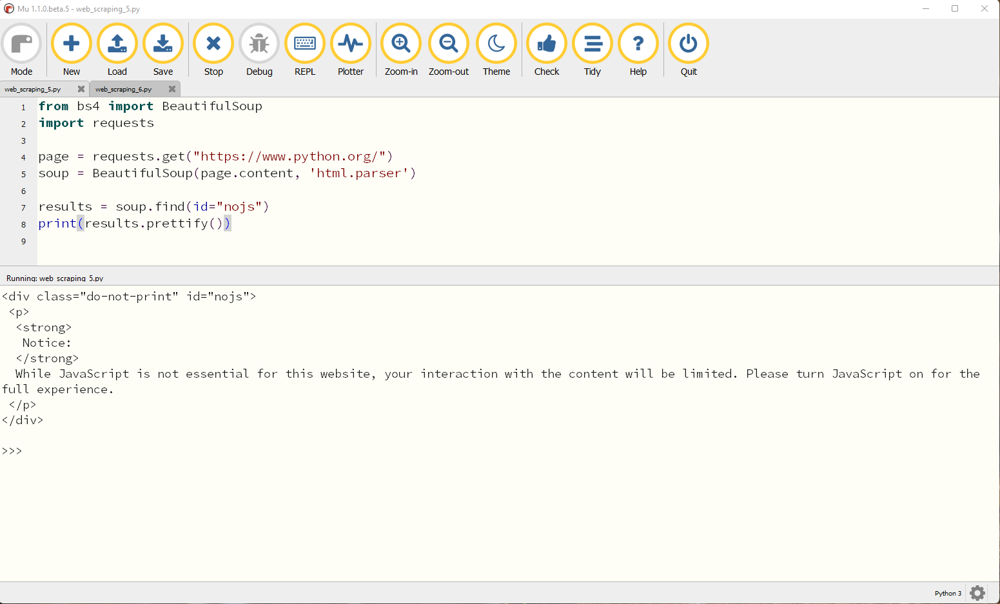 Mu 1.1.0.beta.5 - web_scraping_5.py
Mode New Load Save Stop Debug REPL Plotter Zoom-in Zoom-out Theme Check Tidy Help Quit
web_scraping_5.py web_scraping_6.py
1 from bs4 import BeautifulSoup
2 import requests
3
4 page = requests.get("https://www.python.org/")
5 soup = BeautifulSoup(page.content, 'html.parser')
6
7 results = soup.find(id="nojs")
8 print(results.prettify())
9
Running: web_scraping_5.py
<div class="do-not-print" id="nojs">
<p>
<strong>
Notice:
</strong>
While JavaScript is not essential for this website, your interaction with the content will be limited. Please turn JavaScript on for the
full experience.
</p>
</div>
>>>
Python 3